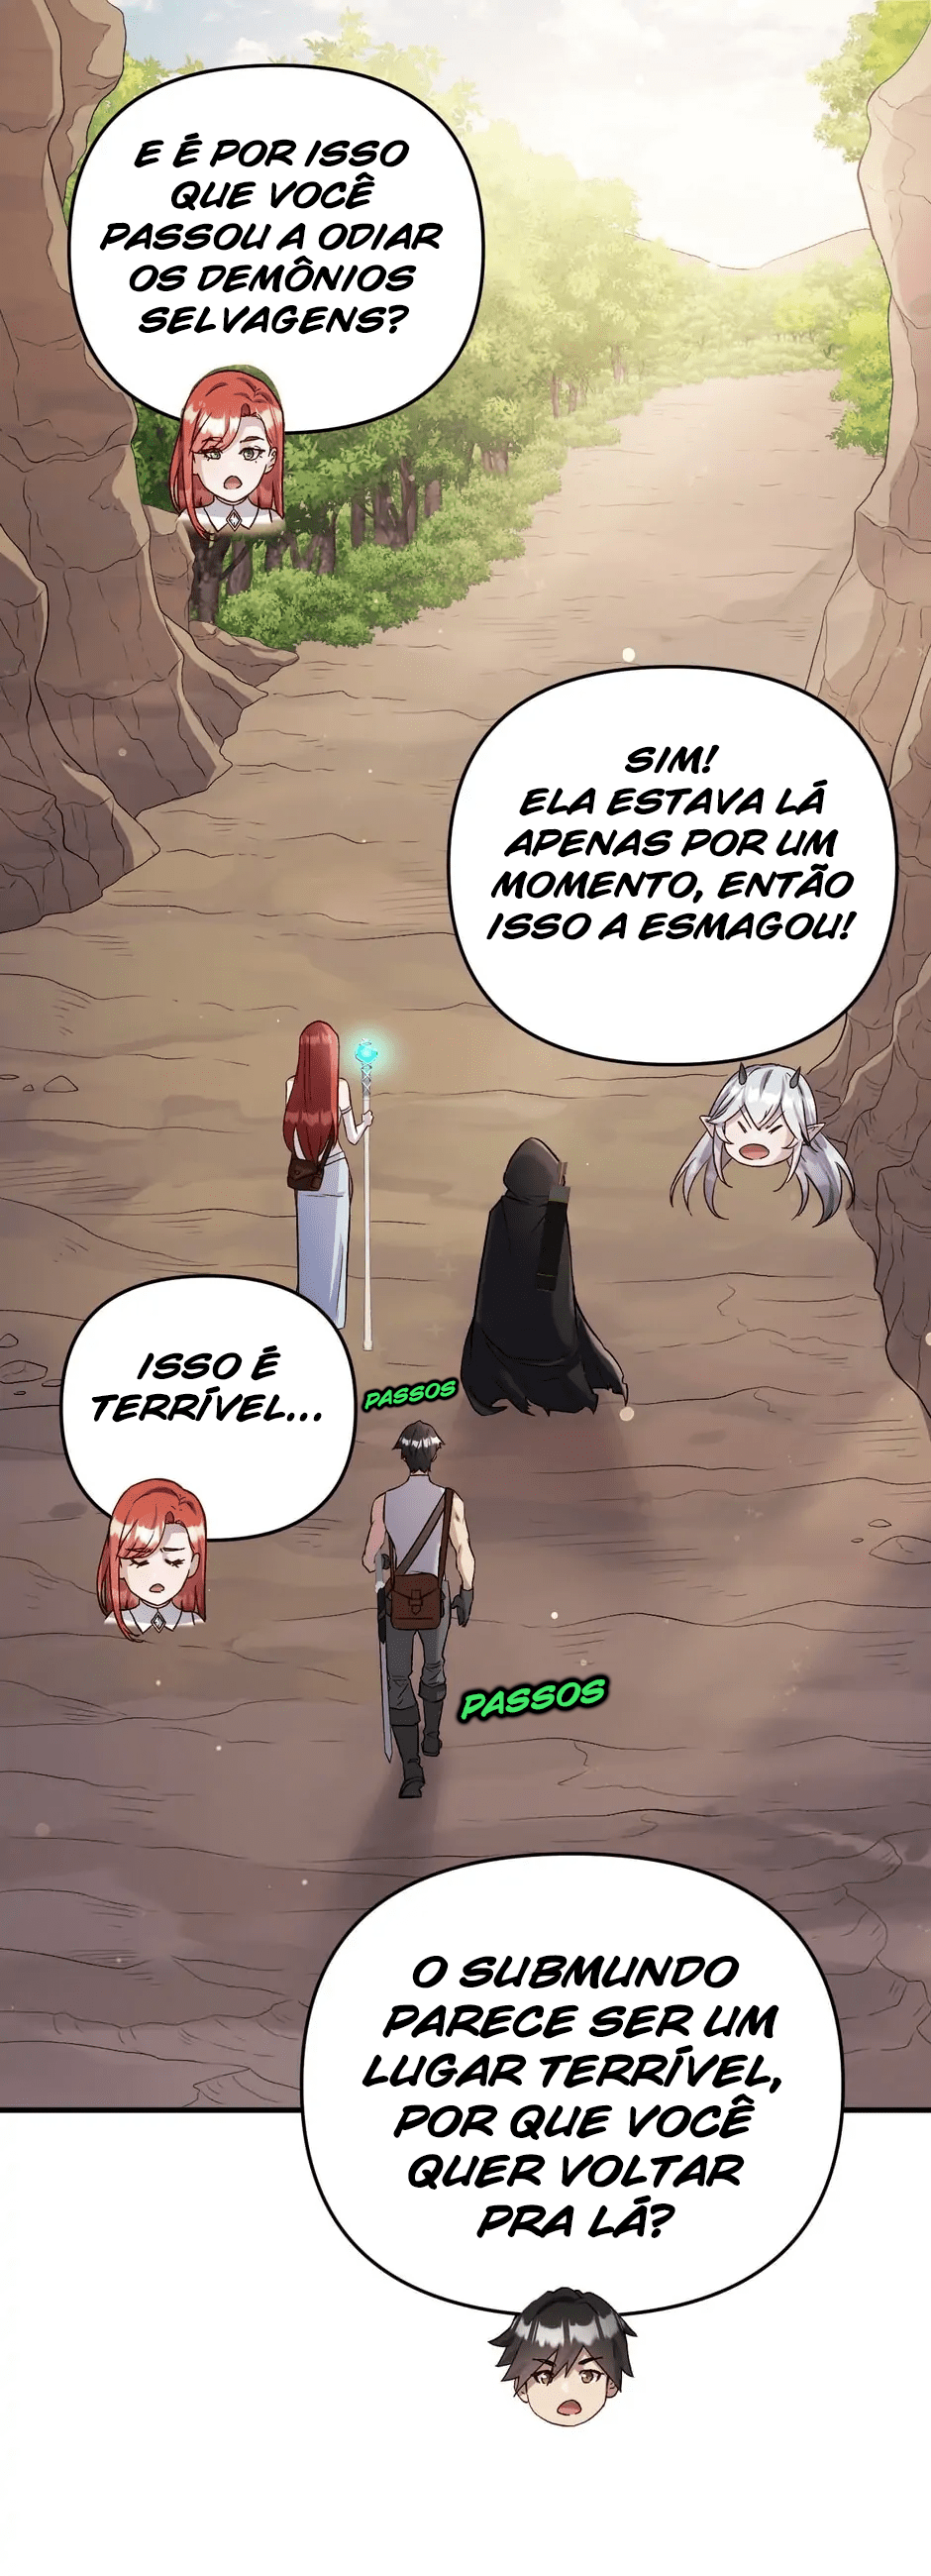 E É POR ISSO
QUE VOCÊ
PASSOU A ODIAR
OS DEMÔNIOS
SELVAGENS?
SIM!
ELA ESTAVA LÁ
APENAS POR UM
MOMENTO, ENTÃO
ISSO A ESMAGOU!
ISSO É
TERRÍVEL...
PASSOS
PASSOS
O SUBMUNDO
PARECE SER UM
LUGAR TERRÍVEL,
POR QUE VOCÊ
QUER VOLTAR
PRA LÁ?